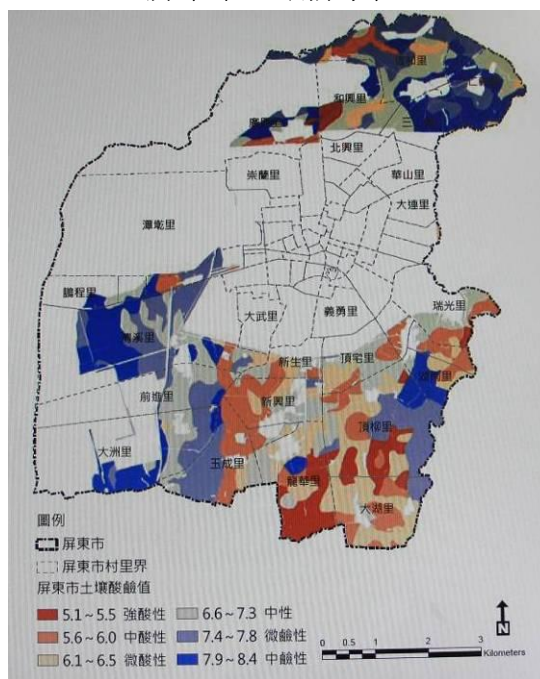 和興里
北興里
崇蘭里
華山里
大連里
潭墘里
鵬程里
瑞光里
大武里
義勇里
頂宅里
新生里
前進里
新興里
頂柳里
大洲里
玉成里
龍華里
大湖里
圖例
屏東市
屏東市村里界
屏東市土壤酸鹼值
5.1~5.5 強酸性
6.6~7.3 中性
5.6~6.0 中酸性
7.4~7.8 微鹼性
6.1~6.5 微酸性
7.9~8.4 中鹼性
N
0 0.5 1 2 3
Kilometers